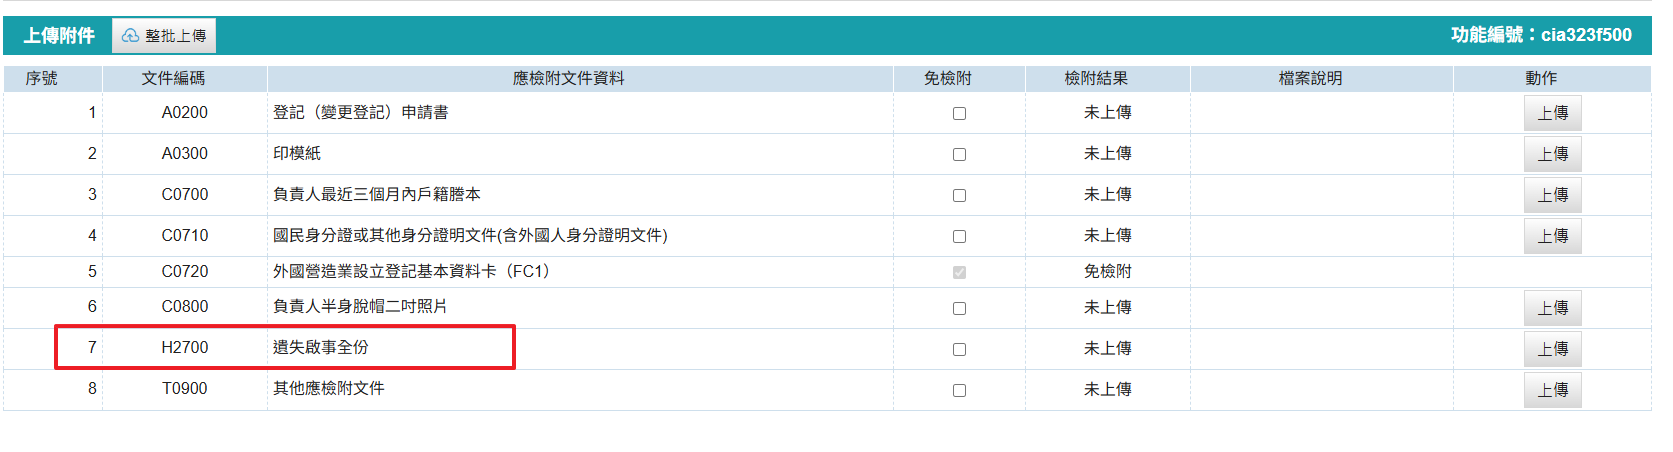 上傳附件 整批上傳 功能編號：cia323f500
序號 文件編碼 應檢附文件資料 免檢附 檢附結果 檔案說明 動作
1 A0200 登記（變更登記）申請書 未上傳 上傳
2 A0300 印模紙 未上傳 上傳
3 C0700 負責人最近三個月內戶籍謄本 未上傳 上傳
4 C0710 國民身分證或其他身分證明文件(含外國人身分證明文件) 未上傳 上傳
5 C0720 外國營造業設立登記基本資料卡（FC1） 免檢附
6 C0800 負責人半身脫帽二吋照片 未上傳 上傳
7 H2700 遺失啟事全份 未上傳 上傳
8 T0900 其他應檢附文件 未上傳 上傳